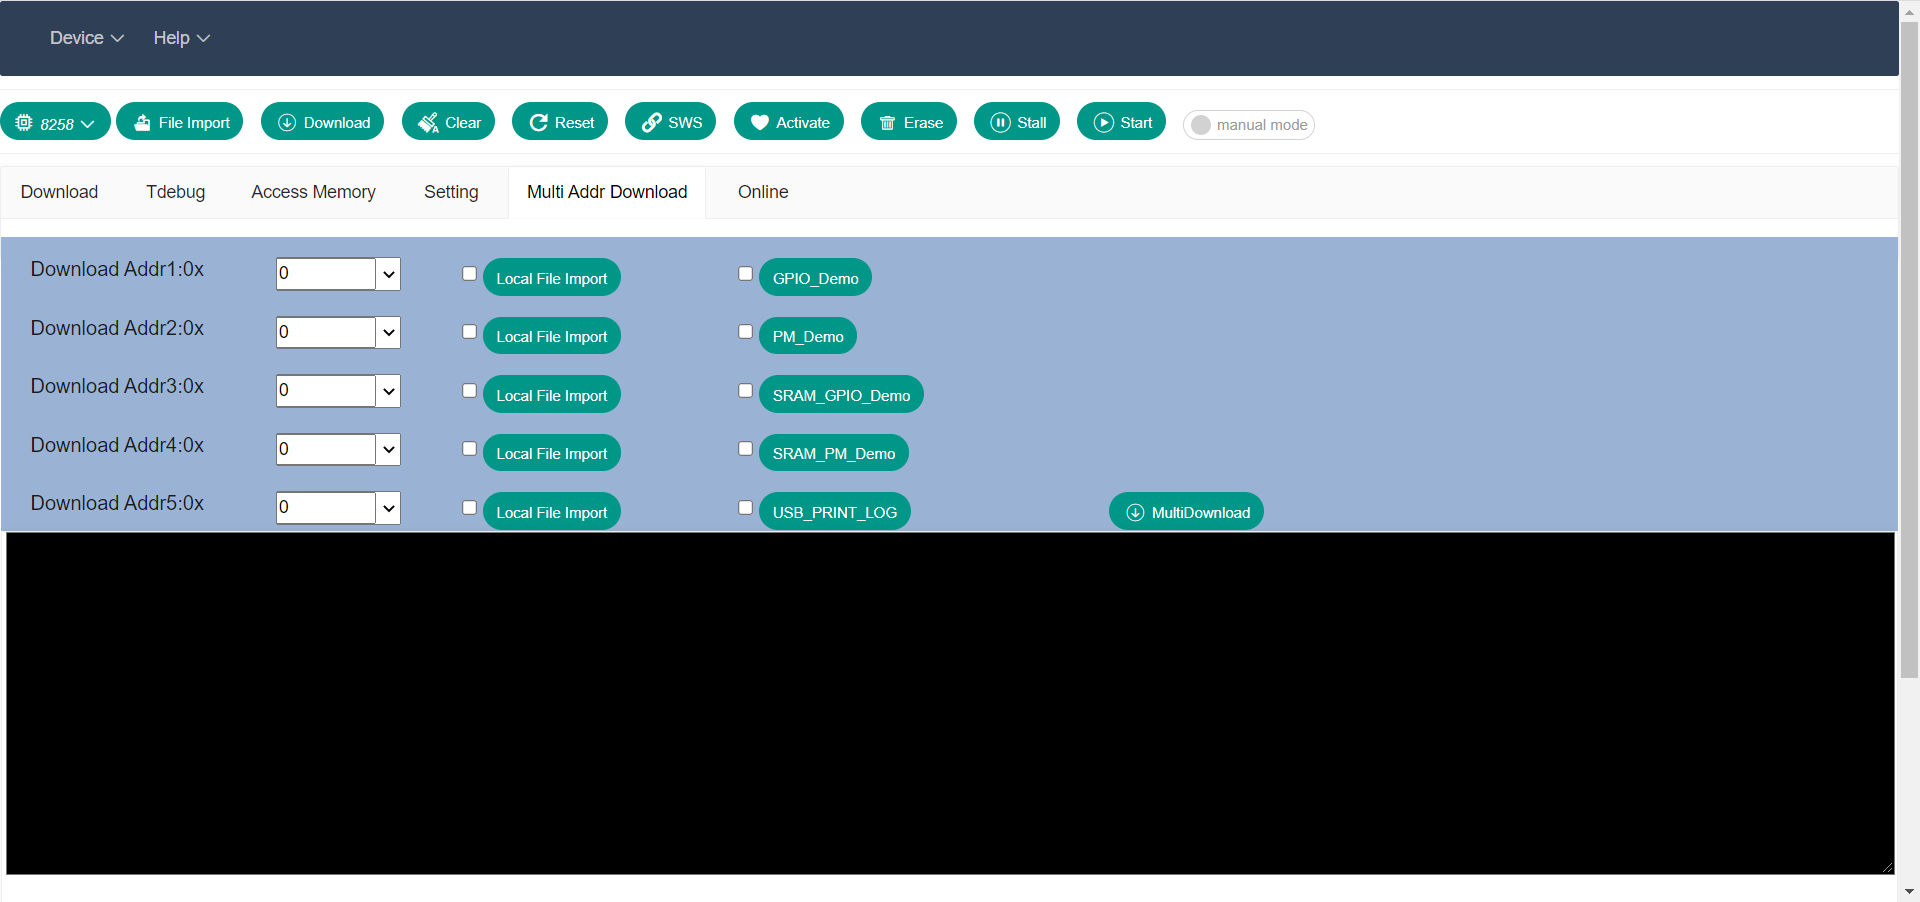 Device Help
8258 File Import Download Clear Reset SWS Activate Erase Stall Start manual mode
Download Tdebug Access Memory Setting Multi Addr Download Online
Download Addr1:0x 0 Local File Import GPIO_Demo
Download Addr2:0x 0 Local File Import PM_Demo
Download Addr3:0x 0 Local File Import SRAM_GPIO_Demo
Download Addr4:0x 0 Local File Import SRAM_PM_Demo
Download Addr5:0x 0 Local File Import USB_PRINT_LOG MultiDownload